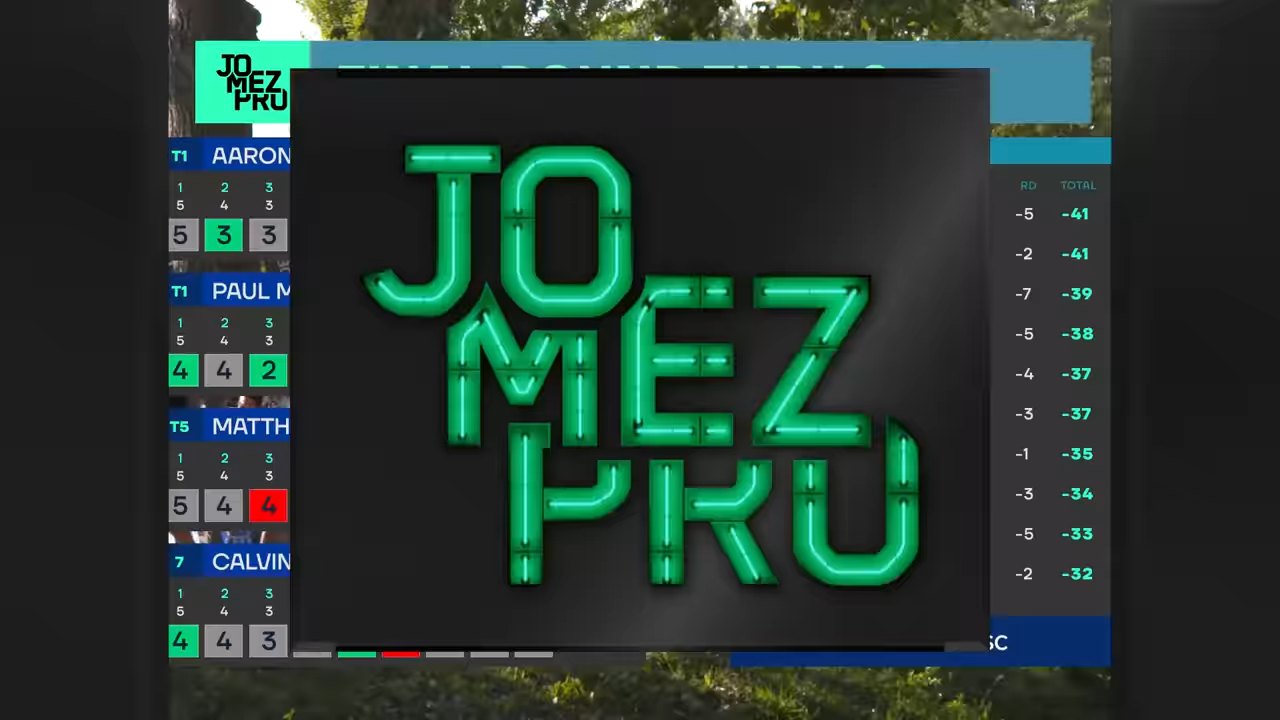 JO
MEZ
PRO
T1 AARON
1 2 3
5 4 3
5 3 3
T1 PAUL M
1 2 3
5 4 3
4 4 2
T5 MATTH
1 2 3
5 4 3
5 4 4
7 CALVIN
1 2 3
5 4 3
4 4 3
JO
MEZ
PRO
RD TOTAL
-5 -41
-2 -41
-7 -39
-5 -38
-4 -37
-3 -37
-1 -35
-3 -34
-5 -33
-2 -32
SC